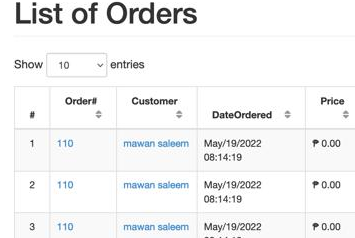 List of Orders
Show 10 entries
# Order# Customer DateOrdered Price
1 110 mawan saleem May/19/2022 ₱ 0.00
08:14:19
2 110 mawan saleem May/19/2022 ₱ 0.00
08:14:19
3 110 mawan saleem May/19/2022 ₱ 0.00